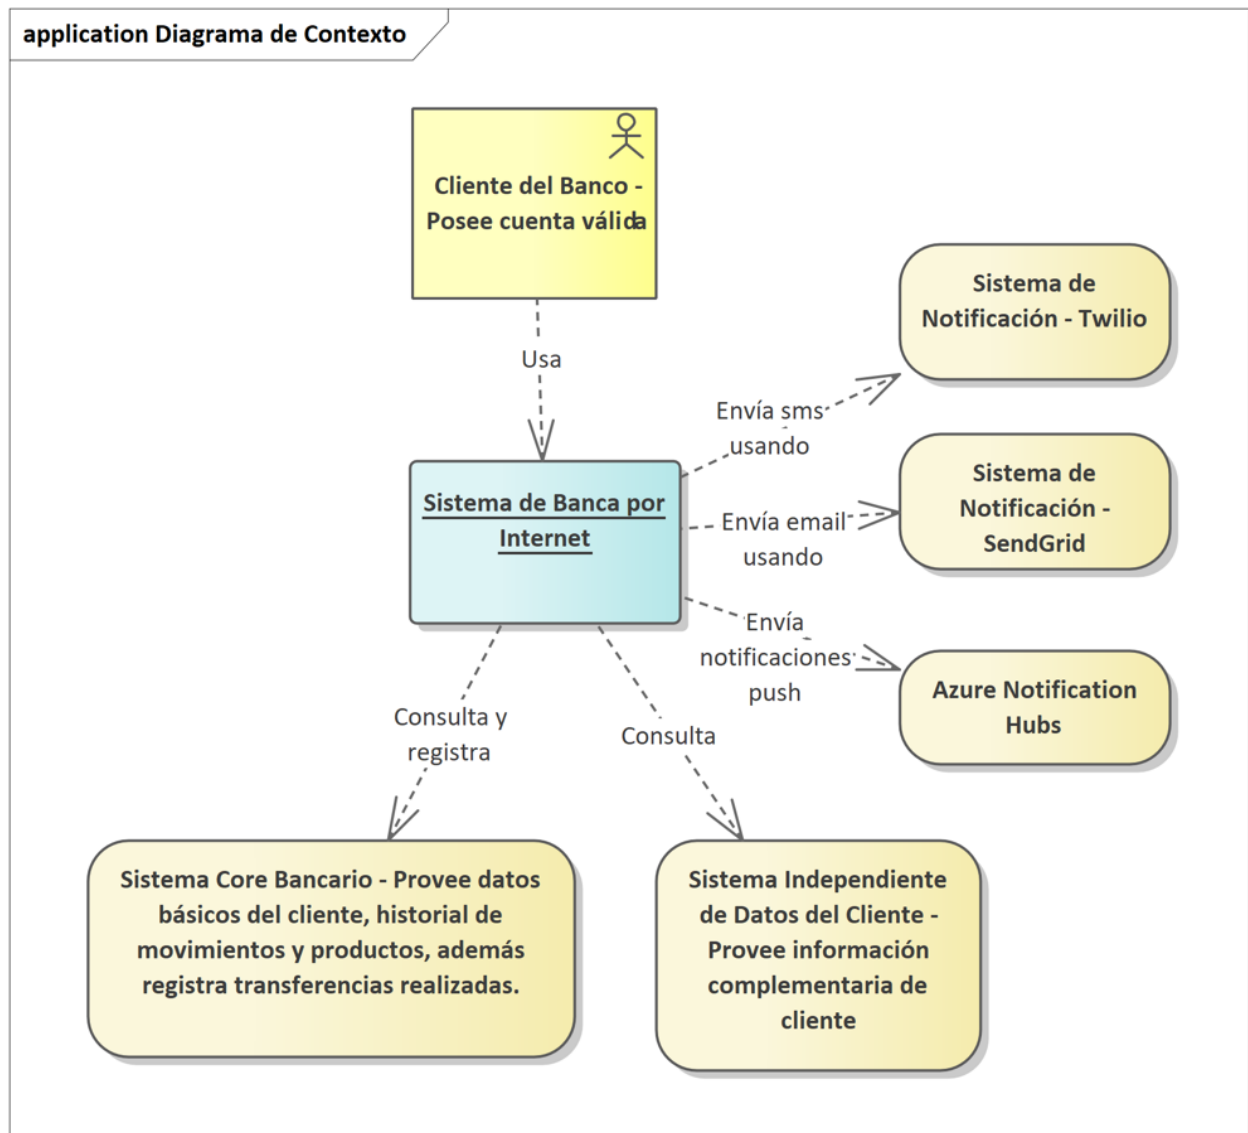 application Diagrama de Contexto
Cliente del Banco -
Posee cuenta válida
Usa
Sistema de
Notificación - Twilio
Envía sms
usando
Sistema de Banca por
Internet
Sistema de
Notificación -
SendGrid
Envía email
usando
Envía
notificaciones
push
Azure Notification
Hubs
Consulta y
registra
Consulta
Sistema Core Bancario - Provee datos
básicos del cliente, historial de
movimientos y productos, además
registra transferencias realizadas.
Sistema Independiente
de Datos del Cliente -
Provee información
complementaria de
cliente